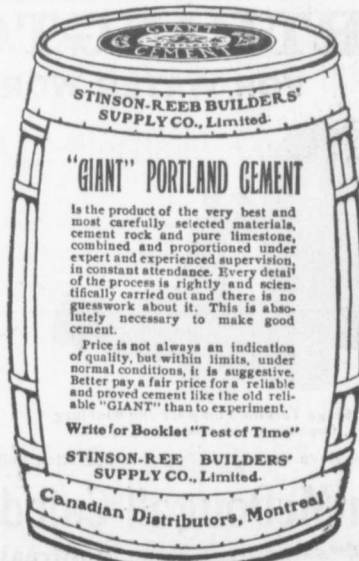 GIANT
CEMENT
STINSON-REEB BUILDERS'
SUPPLY CO., Limited.
"GIANT" PORTLAND CEMENT
Is the product of the very best and
most carefully selected materials,
cement rock and pure limestone,
combined and proportioned under
expert and experienced supervision,
in constant attendance. Every detail
of the process is rightly and scien-
tifically carried out and there is no
guesswork about it. This is abso-
lutely necessary to make good
cement.
Price is not always an indication
of quality, but within limits, under
normal conditions, it is suggestive.
Better pay a fair price for a reliable
and proved cement like the old reli-
able "GIANT" than to experiment.
Write for Booklet "Test of Time"
STINSON-REE BUILDERS'
SUPPLY CO., Limited.
Canadian Distributors, Montreal